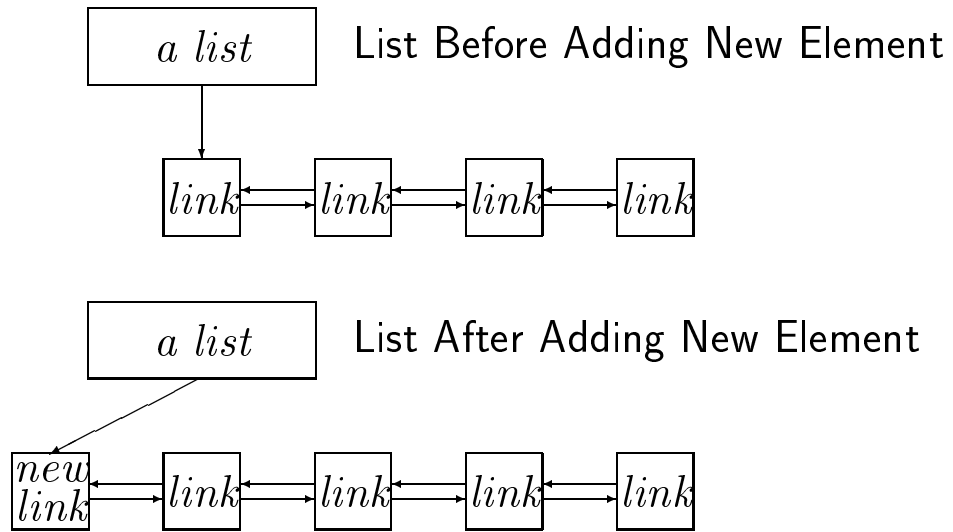 a list
List Before Adding New Element
link link link link
a list
List After Adding New Element
new
link link link link link